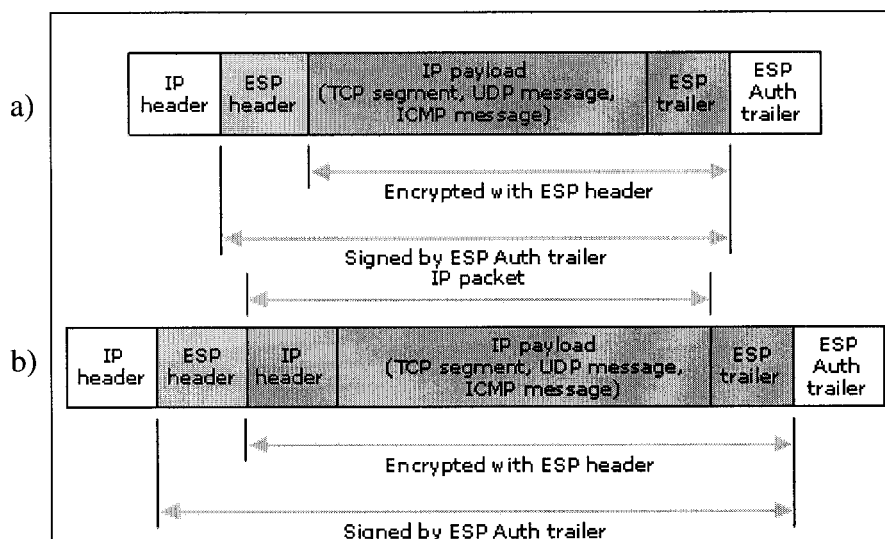 a)
IP header
ESP header
IP payload
(TCP segment, UDP message,
ICMP message)
ESP trailer
ESP Auth trailer
Encrypted with ESP header
Signed by ESP Auth trailer
IP packet
b)
IP header
ESP header
IP header
IP payload
(TCP segment, UDP message,
ICMP message)
ESP trailer
ESP Auth trailer
Encrypted with ESP header
Signed by ESP Auth trailer